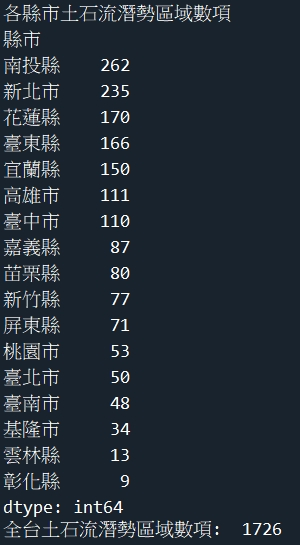 各縣市土石流潛勢區域數項
縣市
南投縣    262
新北市    235
花蓮縣    170
臺東縣    166
宜蘭縣    150
高雄市    111
臺中市    110
嘉義縣     87
苗栗縣     80
新竹縣     77
屏東縣     71
桃園市     53
臺北市     50
臺南市     48
基隆市     34
雲林縣     13
彰化縣      9
dtype: int64
全台土石流潛勢區域數項:  1726